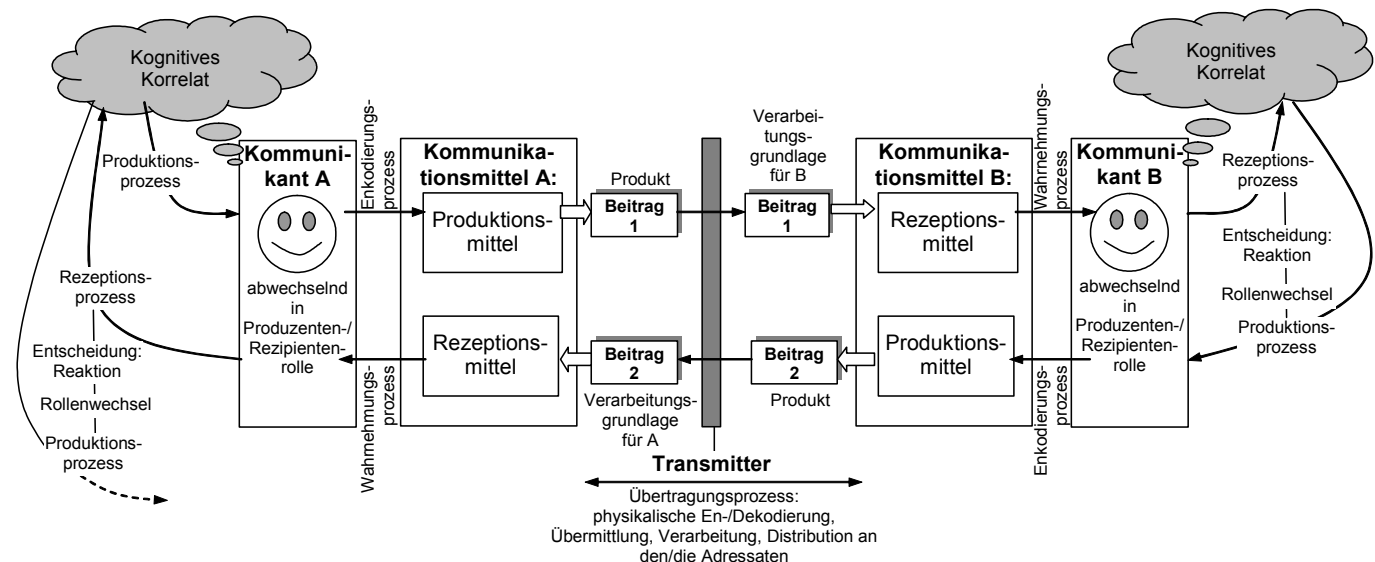 Kognitives
Korrelat
Produktions-
prozess
Rezeptions-
prozess
Entscheidung:
Reaktion
Rollenwechsel
Produktions-
prozess
Kommuni-
kant A
abwechselnd
in
Produzenten-/
Rezipienten-
rolle
Enkodierungs-
prozess
Wahrnehmungs-
prozess
Kommunika-
tionsmittel A:
Produktions-
mittel
Rezeptions-
mittel
Produkt
Beitrag
1
Beitrag
2
Verarbeitungs-
grundlage
für A
Transmitter
Übertragungsprozess:
physikalische En-/Dekodierung,
Übermittlung, Verarbeitung, Distribution an
den/die Adressaten
Verarbei-
tungs-
grundlage
für B
Beitrag
1
Beitrag
2
Produkt
Kommunika-
tionsmittel B:
Rezeptions-
mittel
Produktions-
mittel
Wahrnehmungs-
prozess
Enkodierungs-
prozess
Kommuni-
kant B
abwechselnd
in
Produzenten-/
Rezipienten-
rolle
Kognitives
Korrelat
Rezeptions-
prozess
Entscheidung:
Reaktion
Rollenwechsel
Produktions-
prozess